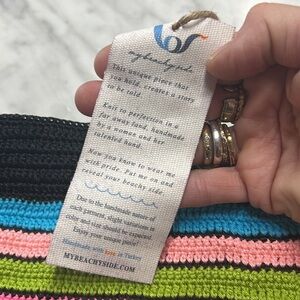 mybeachyside
This unique piece that
you hold, creates a story
to be told.
Knit to perfection in a
far away land, handmade
by a woman and her
talented hand.
Now you know to wear me
with pride. Put me on and
reveal your beachy side.
Due to the handmade nature of
this garment, slight variances in
color and size should be expected.
Enjoy your unique piece!
Handmade with love in Turkey
MYBEACHYSIDE.COM